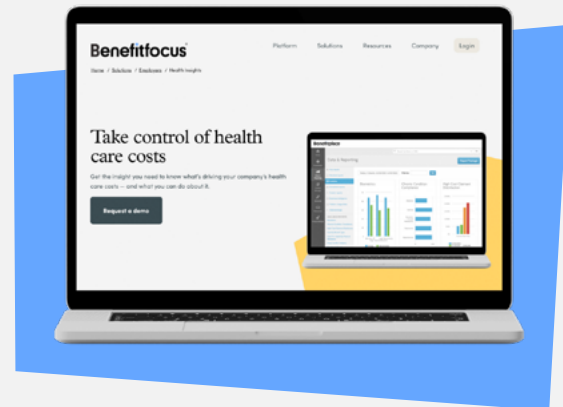 Benefitfocus
Platform Solutions Resources Company Login
Home / Solutions / Employers / Health Insights
Take control of health
care costs
Get the insight you need to know what's driving your company's health
care costs — and what you can do about it.
Request a demo
Benefitfocus